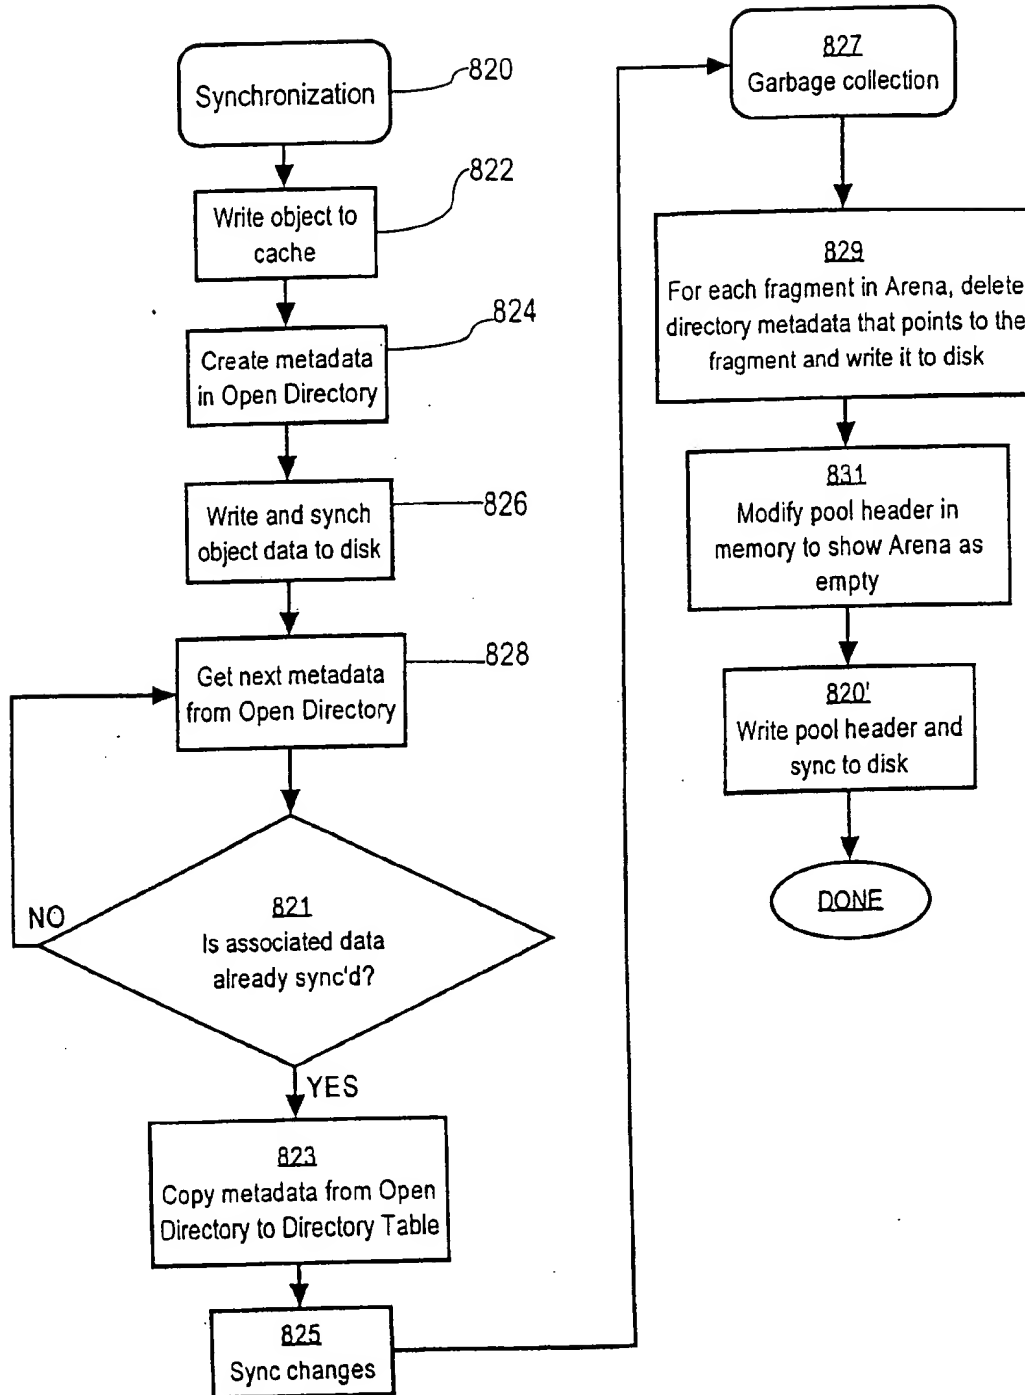 Synchronization
820
Write object to
cache
822
Create metadata
in Open Directory
824
Write and synch
object data to disk
826
Get next metadata
from Open Directory
828
821
Is associated data
already sync'd?
NO
YES
823
Copy metadata from Open
Directory to Directory Table
825
Sync changes
827
Garbage collection
829
For each fragment in Arena, delete
directory metadata that points to the
fragment and write it to disk
831
Modify pool header in
memory to show Arena as
empty
820'
Write pool header and
sync to disk
DONE